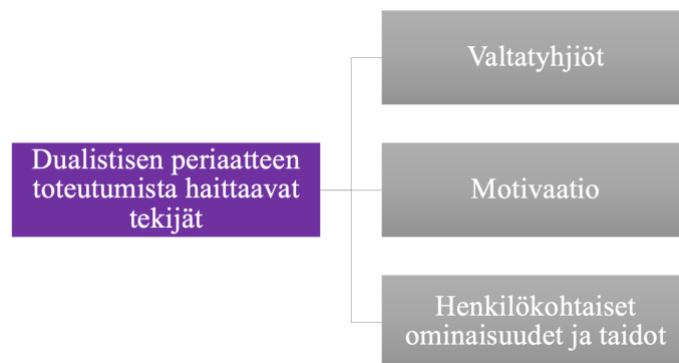 Dualistisen periaatteen
toteutumista haittaavat
tekijät
Valtatyhjiöt
Motivaatio
Henkilökohtaiset
ominaisuudet ja taidot